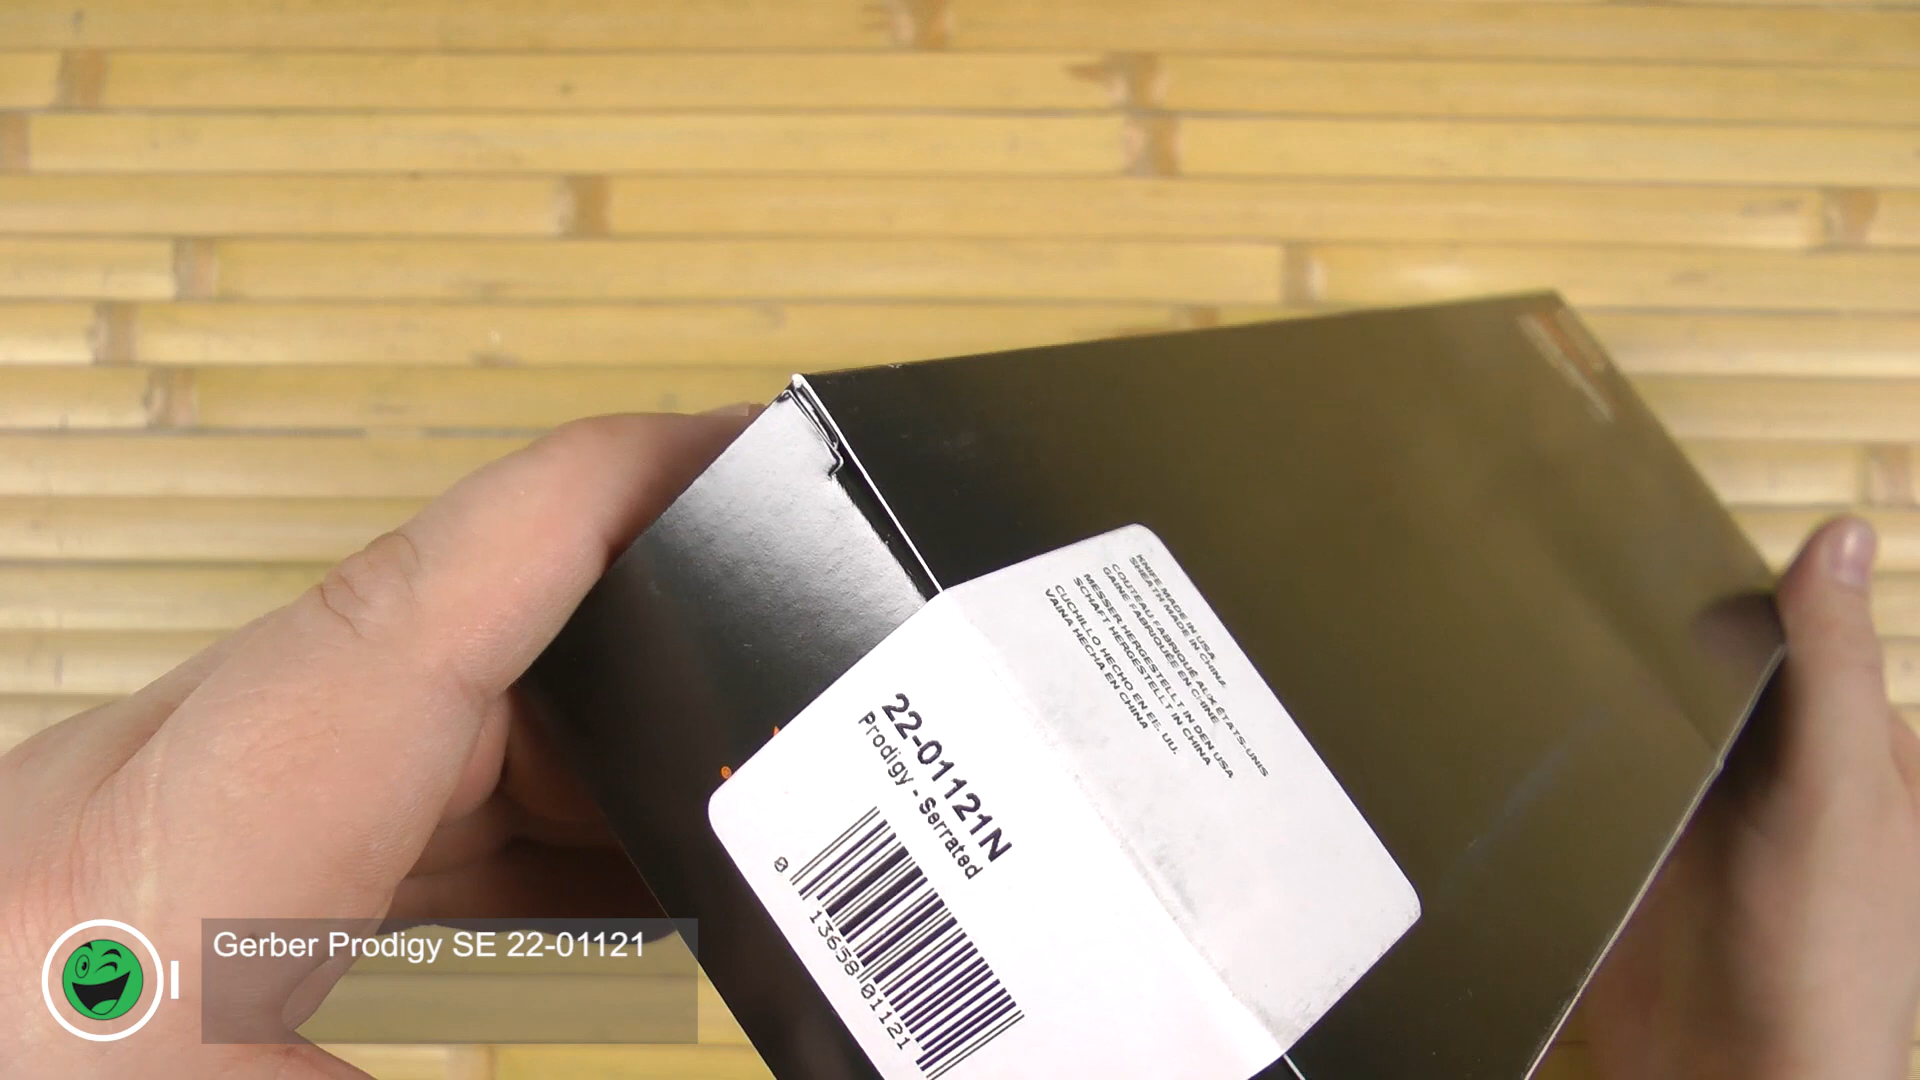 KNIFE MADE IN USA
SHEATH MADE IN CHINA
COUTEAU FABRIQUÉ AUX ÉTATS-UNIS
GAINE FABRIQUÉE EN CHINE
MESSER HERGESTELLT IN DEN USA
SCHAFT HERGESTELLT IN CHINA
CUCHILLO HECHO EN EE. UU.
VAINA HECHA EN CHINA
22-01121N
Prodigy - Serrated
0 13658 01121
Gerber Prodigy SE 22-01121